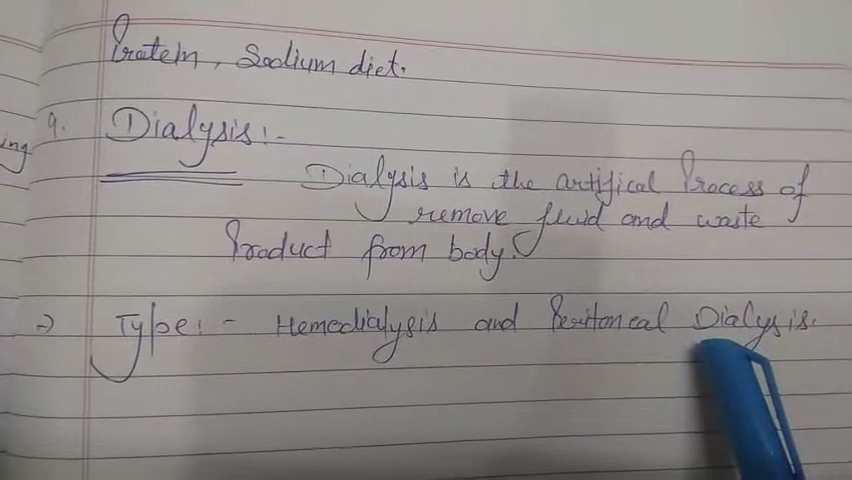 Protein, Sodium diet.
9. Dialysis:-
ing
Dialysis is the artifical Process of
remove fluid and waste
Product from body.
→ Type:- Hemodialysis and Peritoneal Dialysis.